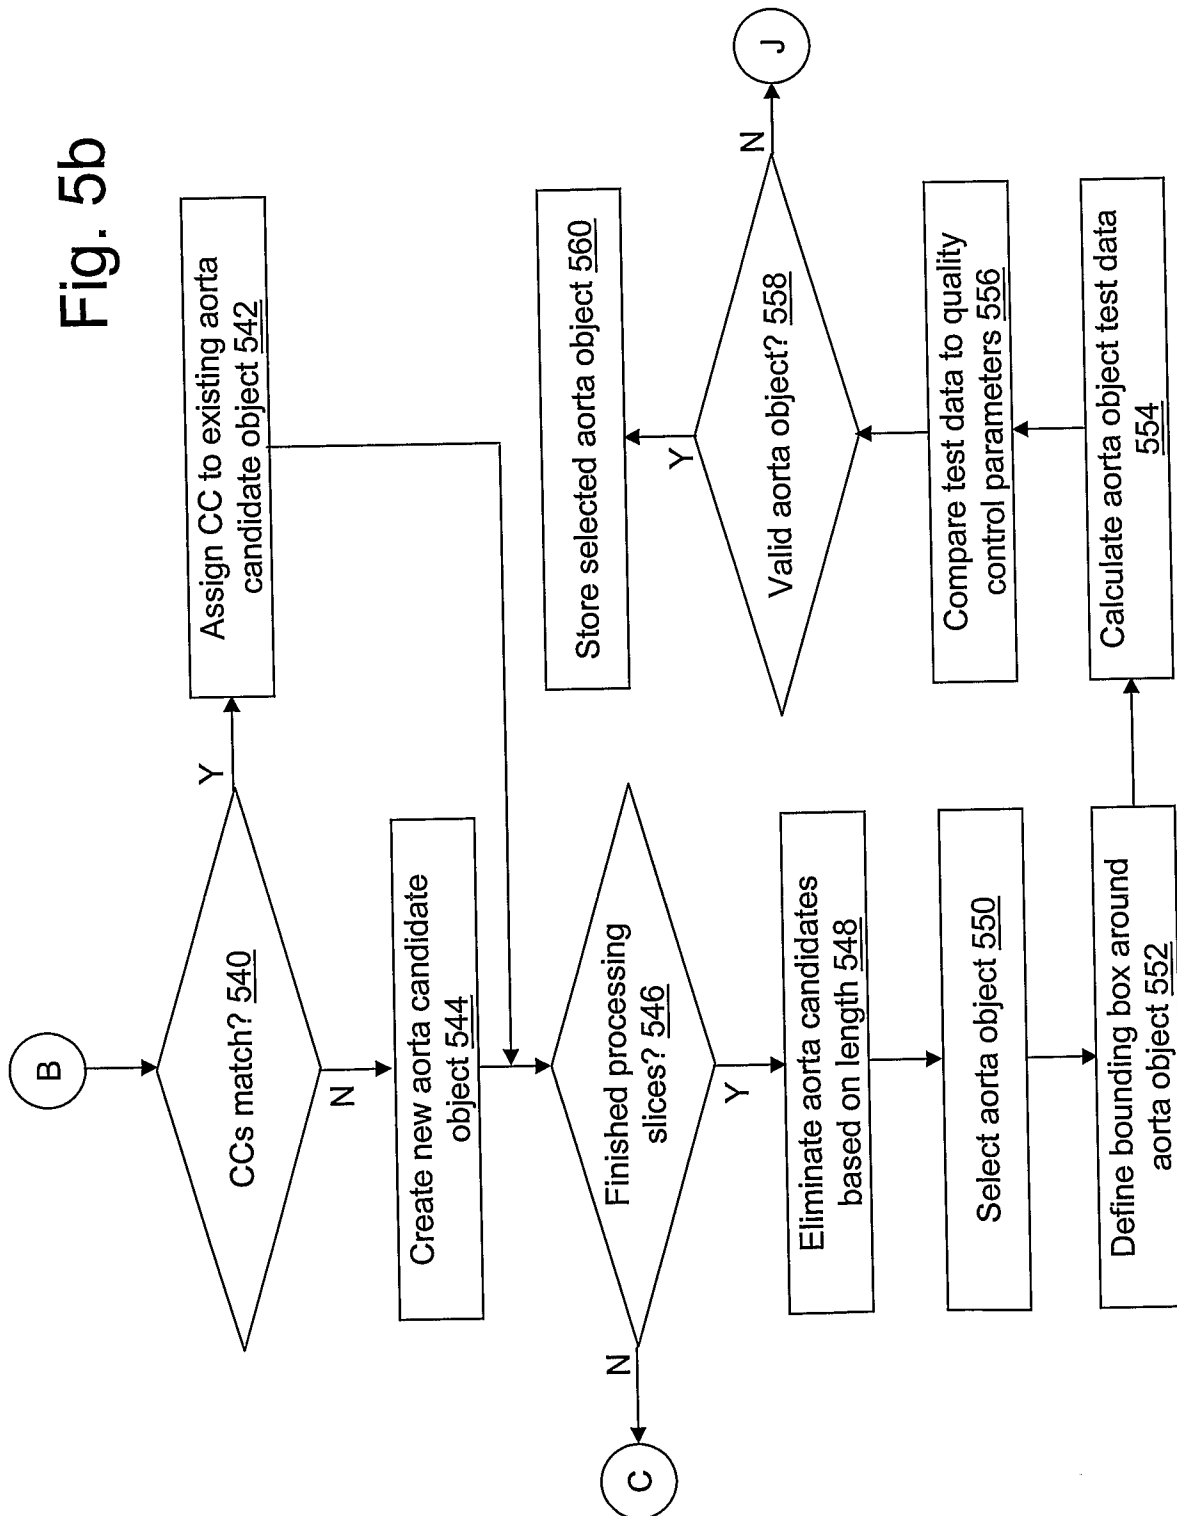 Fig. 5b
B
CCs match? 540
Y
N
Assign CC to existing aorta
candidate object 542
Create new aorta candidate
object 544
Finished processing
slices? 546
N
C
Y
Eliminate aorta candidates
based on length 548
Select aorta object 550
Define bounding box around
aorta object 552
Calculate aorta object test data
554
Compare test data to quality
control parameters 556
Valid aorta object? 558
N
J
Y
Store selected aorta object 560